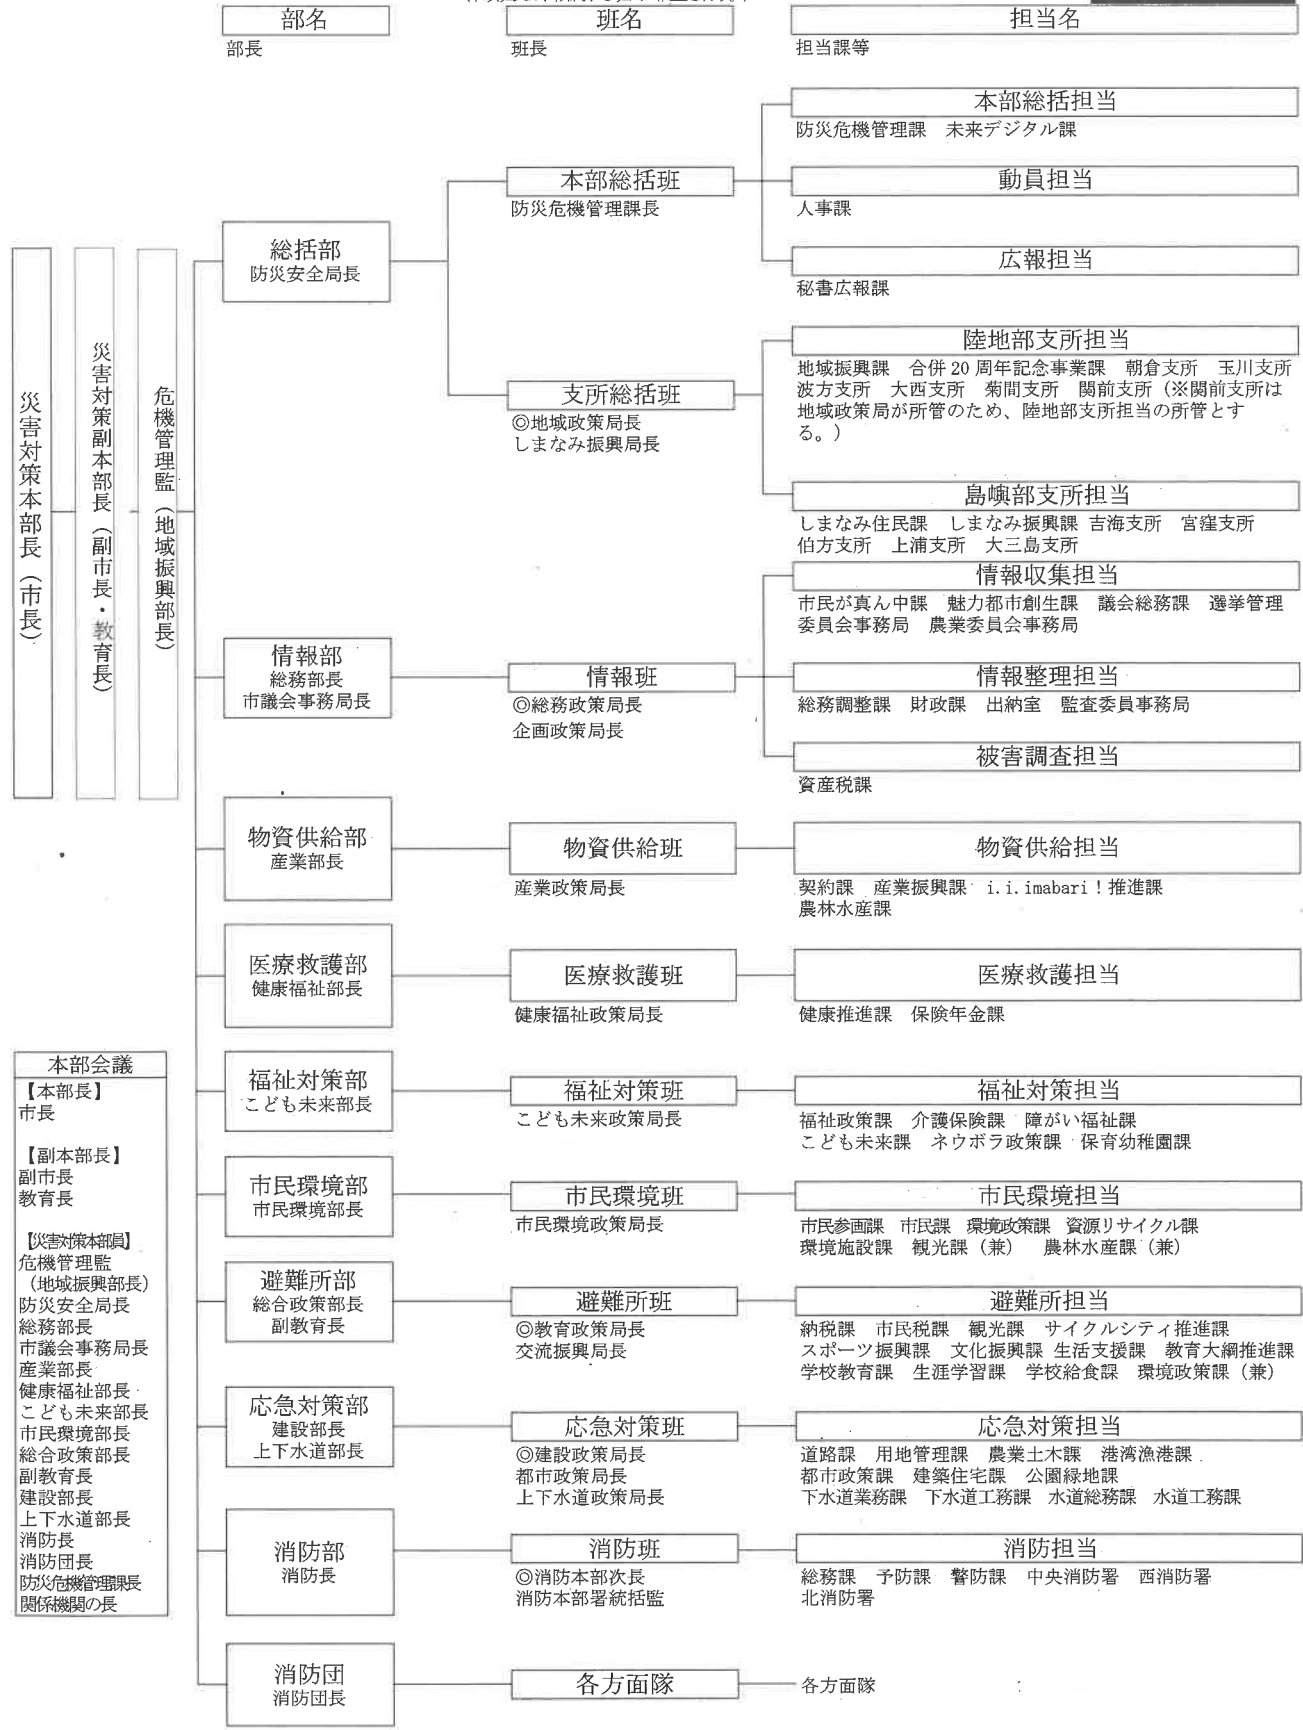 部名
部長
班名
班長
担当名
担当課等
災害対策本部長（市長）
災害対策副本部長（副市長・教育長）
危機管理監（地域振興部長）
総括部
防災安全局長
本部総括班
防災危機管理課長
本部総括担当
防災危機管理課　未来デジタル課
動員担当
人事課
広報担当
秘書広報課
支所総括班
◎地域政策局長
しまなみ振興局長
陸地部支所担当
地域振興課　合併20周年記念事業課　朝倉支所　玉川支所
波方支所　大西支所　菊間支所　関前支所（※関前支所は
地域政策局が所管のため、陸地部支所担当の所管とす
る。）
島嶼部支所担当
しまなみ住民課　しまなみ振興課 吉海支所　宮窪支所
伯方支所　上浦支所　大三島支所
情報部
総務部長
市議会事務局長
情報班
◎総務政策局長
企画政策局長
情報収集担当
市民が真ん中課　魅力都市創生課　議会総務課　選挙管理
委員会事務局　農業委員会事務局
情報整理担当
総務調整課　財政課　出納室　監査委員事務局
被害調査担当
資産税課
物資供給部
産業部長
物資供給班
産業政策局長
物資供給担当
契約課　産業振興課　i.i.imabari！推進課
農林水産課
医療救護部
健康福祉部長
医療救護班
健康福祉政策局長
医療救護担当
健康推進課　保険年金課
福祉対策部
こども未来部長
福祉対策班
こども未来政策局長
福祉対策担当
福祉政策課　介護保険課　障がい福祉課
こども未来課　ネウボラ政策課　保育幼稚園課
市民環境部
市民環境部長
市民環境班
市民環境政策局長
市民環境担当
市民参画課　市民課　環境政策課　資源リサイクル課
環境施設課　観光課（兼）　農林水産課（兼）
避難所部
総合政策部長
副教育長
避難所班
◎教育政策局長
交流振興局長
避難所担当
納税課　市民税課　観光課　サイクルシティ推進課
スポーツ振興課　文化振興課 生活支援課　教育大綱推進課
学校教育課　生涯学習課　学校給食課　環境政策課（兼）
応急対策部
建設部長
上下水道部長
応急対策班
◎建設政策局長
都市政策局長
上下水道政策局長
応急対策担当
道路課　用地管理課　農業土木課　港湾漁港課
都市政策課　建築住宅課　公園緑地課
下水道業務課　下水道工務課　水道総務課　水道工務課
消防部
消防長
消防班
◎消防本部次長
消防本部署統括監
消防担当
総務課　予防課　警防課　中央消防署　西消防署
北消防署
消防団
消防団長
各方面隊
各方面隊
本部会議
【本部長】
市長
【副本部長】
副市長
教育長
【災害対策本部員】
危機管理監
（地域振興部長）
防災安全局長
総務部長
市議会事務局長
産業部長
健康福祉部長
こども未来部長
市民環境部長
総合政策部長
副教育長
建設部長
上下水道部長
消防長
消防団長
防災危機管理課長
関係機関の長